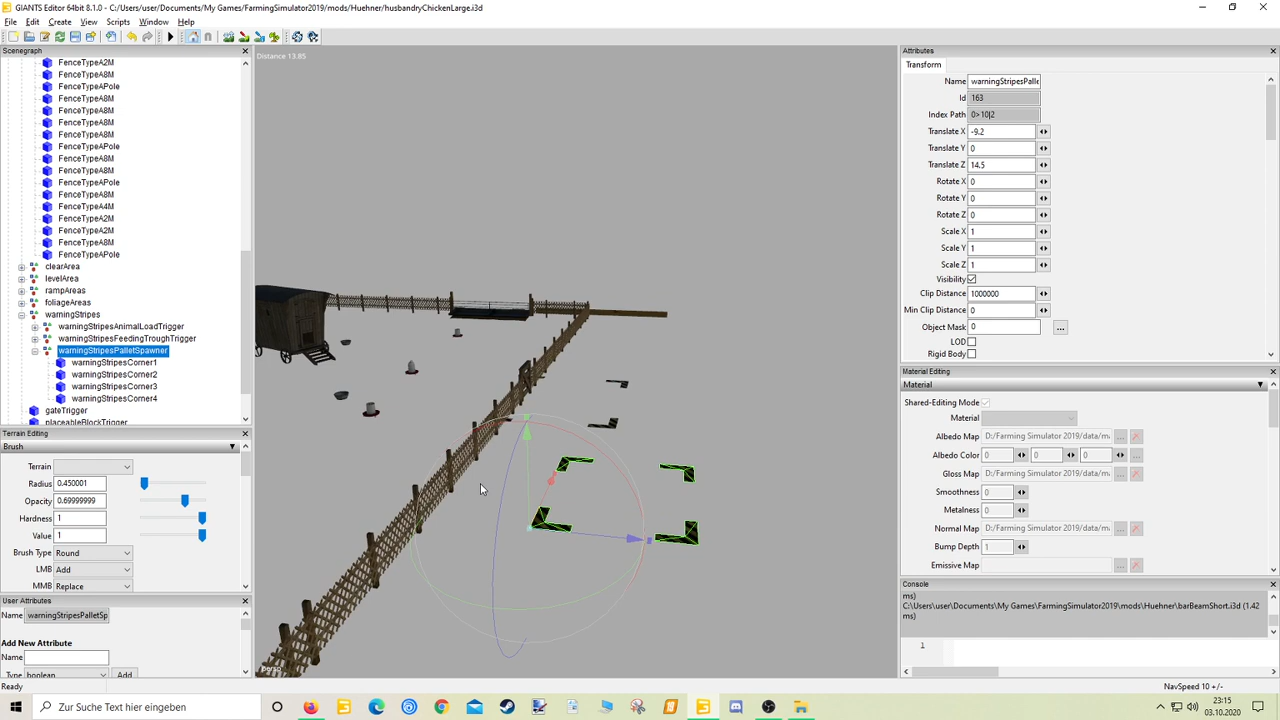 GIANTS Editor 64bit 8.1.0 - C:/Users/user/Documents/My Games/FarmingSimulator2019/mods/Huehner/husbandryChickenLarge.i3d
File Edit Create View Scripts Window Help
Scenegraph
FenceTypeA2M
FenceTypeA8M
FenceTypeAPole
FenceTypeA8M
FenceTypeA8M
FenceTypeA8M
FenceTypeA8M
FenceTypeAPole
FenceTypeA8M
FenceTypeA8M
FenceTypeAPole
FenceTypeA8M
FenceTypeA4M
FenceTypeA2M
FenceTypeA2M
FenceTypeA8M
FenceTypeAPole
clearArea
levelArea
rampAreas
foliageAreas
warningStripes
warningStripesAnimalLoadTrigger
warningStripesFeedingTroughTrigger
warningStripesPalletSpawner
warningStripesCorner1
warningStripesCorner2
warningStripesCorner3
warningStripesCorner4
gateTrigger
placeableBlockTrigger
Terrain Editing
Brush
Terrain
Radius 0.450001
Opacity 0.69999999
Hardness 1
Value 1
Brush Type Round
LMB Add
MMB Replace
User Attributes
Name warningStripesPalletSp
Add New Attribute
Name
Type boolean Add
Ready
Distance 13.85
persp
Attributes
Transform
Name warningStripesPalle
Id 163
Index Path 0>10|2
Translate X -9.2
Translate Y 0
Translate Z 14.5
Rotate X 0
Rotate Y 0
Rotate Z 0
Scale X 1
Scale Y 1
Scale Z 1
Visibility
Clip Distance 1000000
Min Clip Distance 0
Object Mask 0 ...
LOD
Rigid Body
Material Editing
Material
Shared-Editing Mode
Material
Albedo Map D:/Farming Simulator 2019/data/m ...
Albedo Color 0 0 0 ...
Gloss Map D:/Farming Simulator 2019/data/m ...
Smoothness 0
Metalness 0
Normal Map D:/Farming Simulator 2019/data/m ...
Bump Depth 1
Emissive Map ...
Console
ms)
C:\Users\user\Documents\My Games\FarmingSimulator2019\mods\Huehner\barBeamShort.i3d (1.42
ms)
1
NavSpeed 10 +/-
Zur Suche Text hier eingeben
23:15
03.10.2020